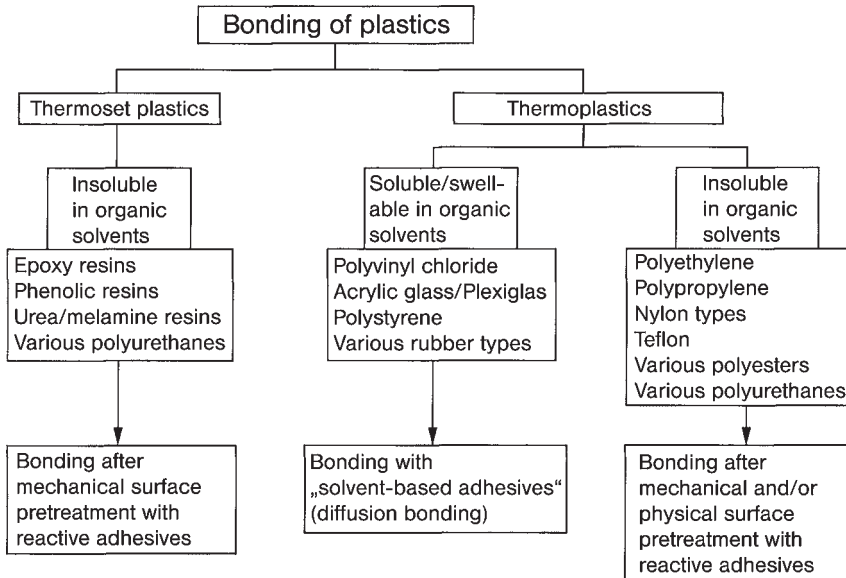 Bonding of plastics
Thermoset plastics
Thermoplastics
Insoluble
in organic
solvents
Epoxy resins
Phenolic resins
Urea/melamine resins
Various polyurethanes
Bonding after
mechanical surface
pretreatment with
reactive adhesives
Soluble/swell-
able in organic
solvents
Polyvinyl chloride
Acrylic glass/Plexiglas
Polystyrene
Various rubber types
Bonding with
„solvent-based adhesives“
(diffusion bonding)
Insoluble
in organic
solvents
Polyethylene
Polypropylene
Nylon types
Teflon
Various polyesters
Various polyurethanes
Bonding after
mechanical and/or
physical surface
pretreatment with
reactive adhesives